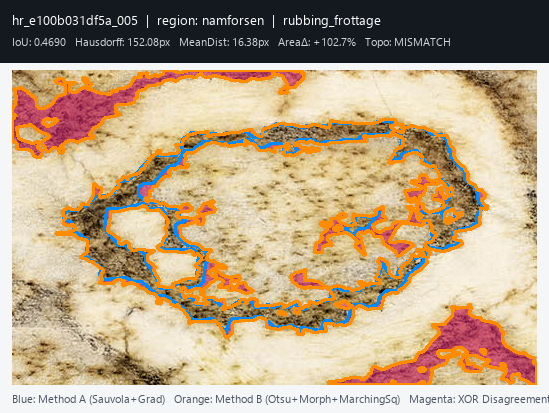 hr_e100b031df5a_005 | region: namforsen | rubbing_frottage
IoU: 0.4690 Hausdorff: 152.08px MeanDist: 16.38px AreaΔ: +102.7% Topo: MISMATCH
Blue: Method A (Sauvola+Grad) Orange: Method B (Otsu+Morph+MarchingSq) Magenta: XOR Disagreement